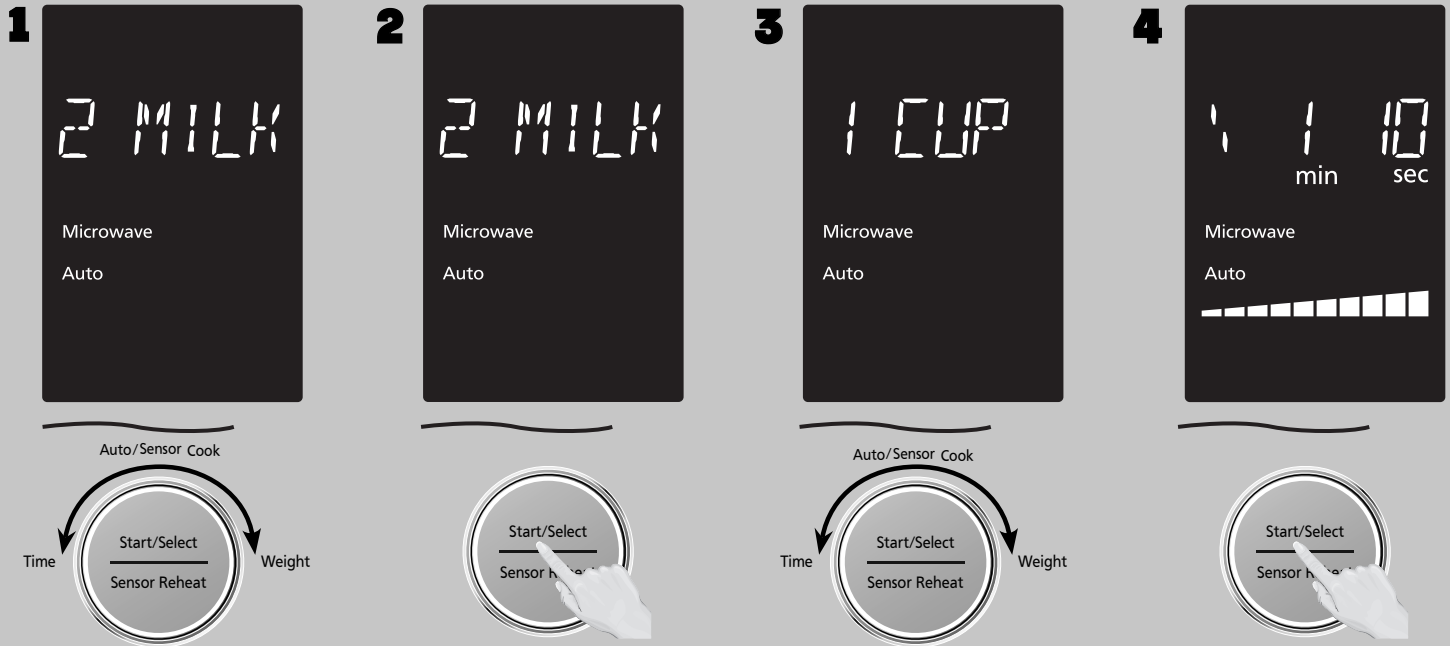 1
2 MILK
Microwave
Auto
Auto/Sensor Cook
Time
Weight
Start/Select
Sensor Reheat
2
2 MILK
Microwave
Auto
Start/Select
Sensor
3
1 CUP
Microwave
Auto
Auto/Sensor Cook
Time
Weight
Start/Select
Sensor Reheat
4
1 10
min sec
Microwave
Auto
Start/Select
Sensor